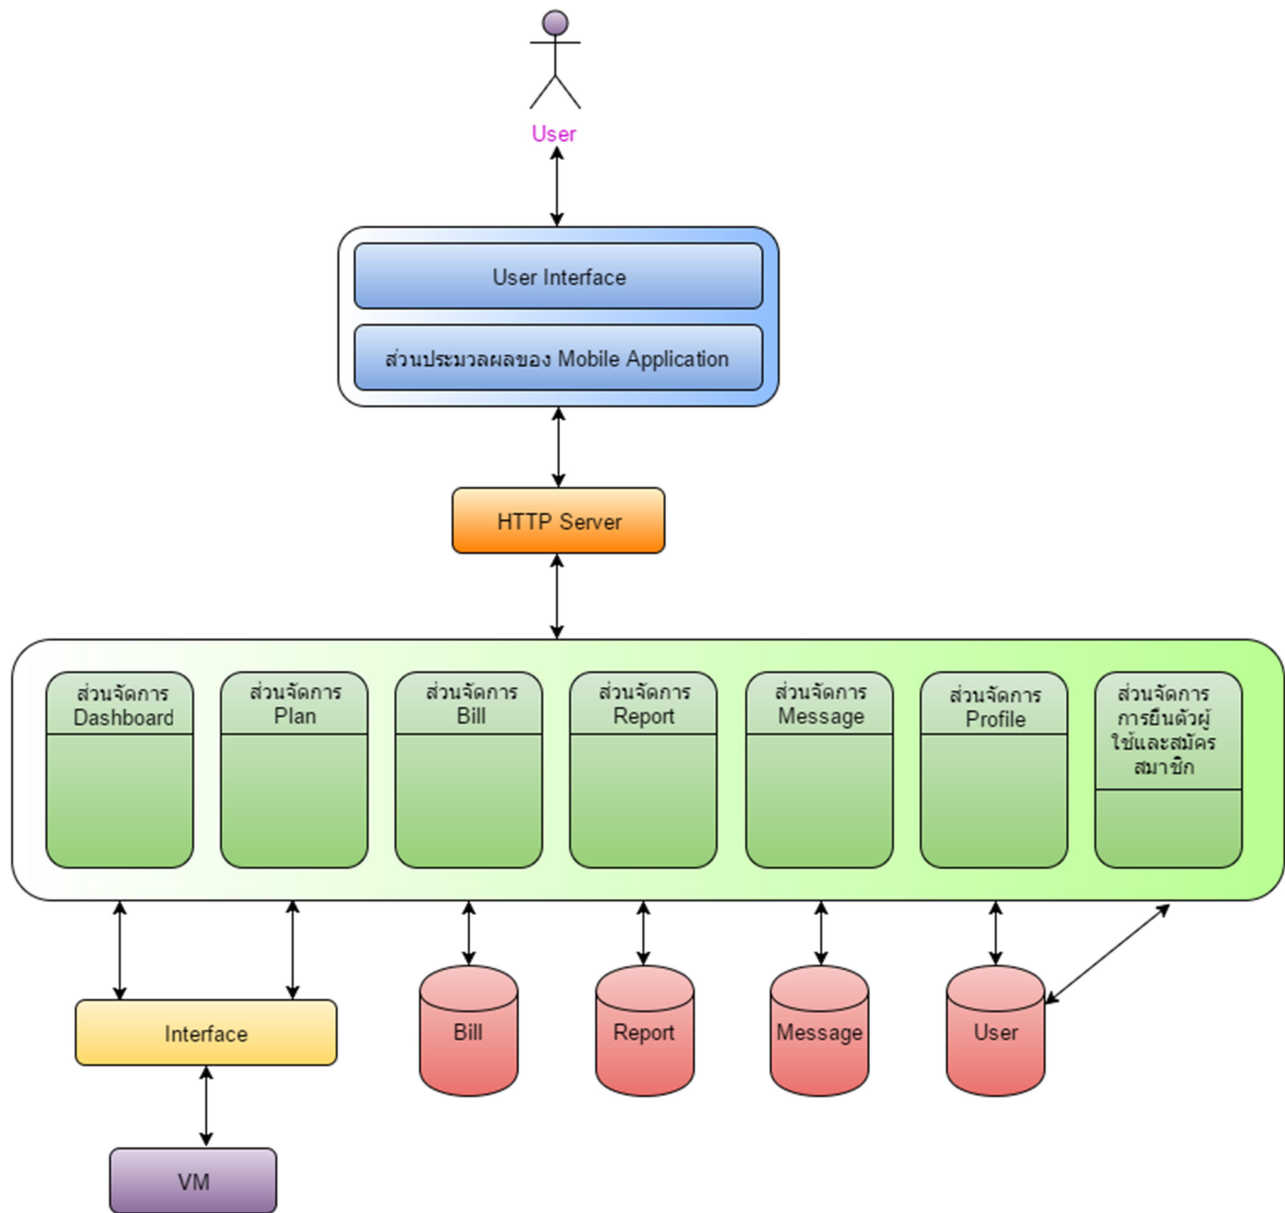 User
User Interface
ส่วนประมวลผลของ Mobile Application
HTTP Server
ส่วนจัดการ
Dashboard
ส่วนจัดการ
Plan
ส่วนจัดการ
Bill
ส่วนจัดการ
Report
ส่วนจัดการ
Message
ส่วนจัดการ
Profile
ส่วนจัดการ
การยืนตัวผู้
ใช้และสมัคร
สมาชิก
Interface
Bill
Report
Message
User
VM